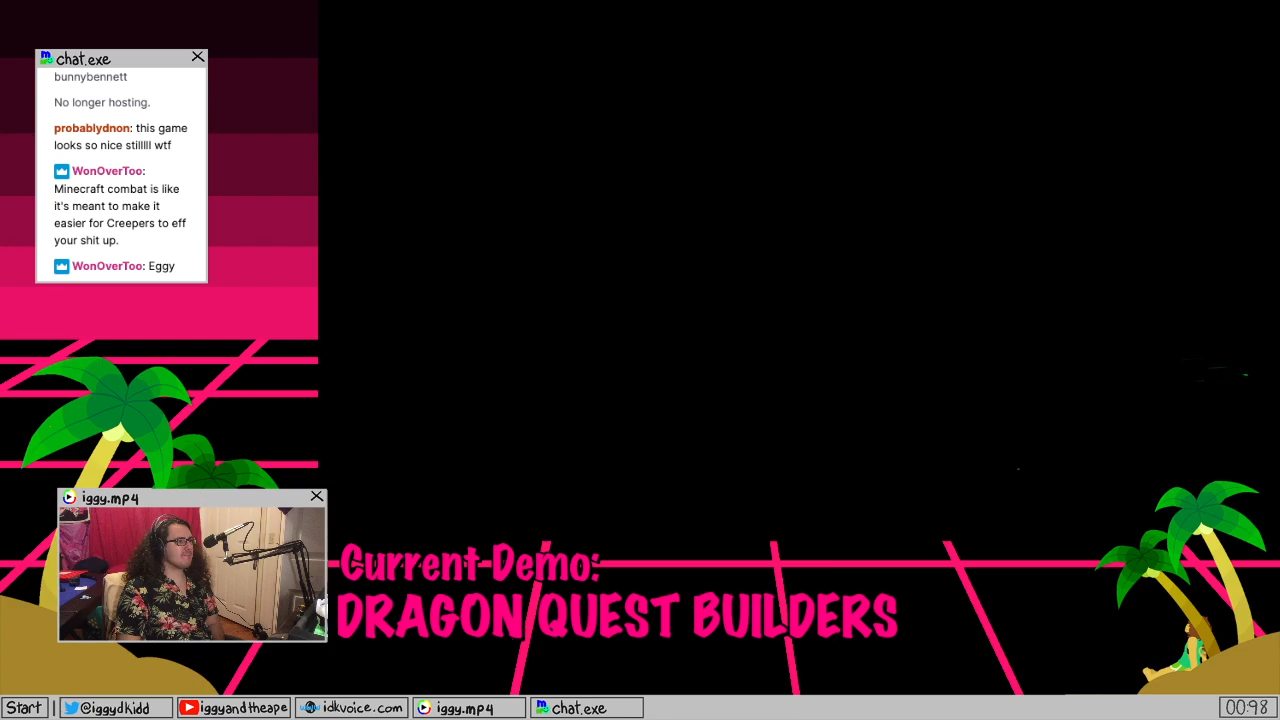 chat.exe
bunnybennett
No longer hosting.
probablydnon: this game
looks so nice stilllll wtf
WonOverToo:
Minecraft combat is like
it's meant to make it
easier for Creepers to eff
your shit up.
WonOverToo: Eggy
iggy.mp4
Current Demo:
DRAGON QUEST BUILDERS
Start | @iggydkidd iggyandtheape www idkvoice.com iggy.mp4 chat.exe 00:98